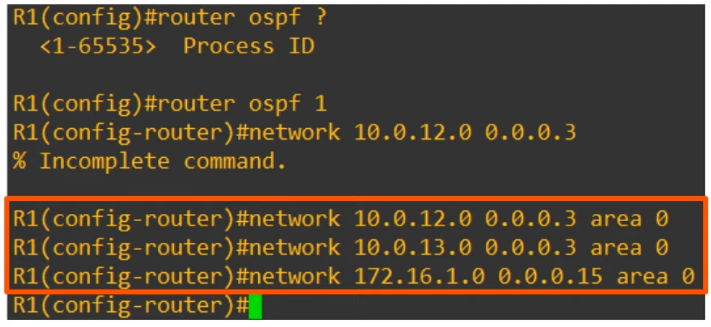 R1(config)#router ospf ?
<1-65535> Process ID
R1(config)#router ospf 1
R1(config-router)#network 10.0.12.0 0.0.0.3
% Incomplete command.
R1(config-router)#network 10.0.12.0 0.0.0.3 area 0
R1(config-router)#network 10.0.13.0 0.0.0.3 area 0
R1(config-router)#network 172.16.1.0 0.0.0.15 area 0
R1(config-router)#